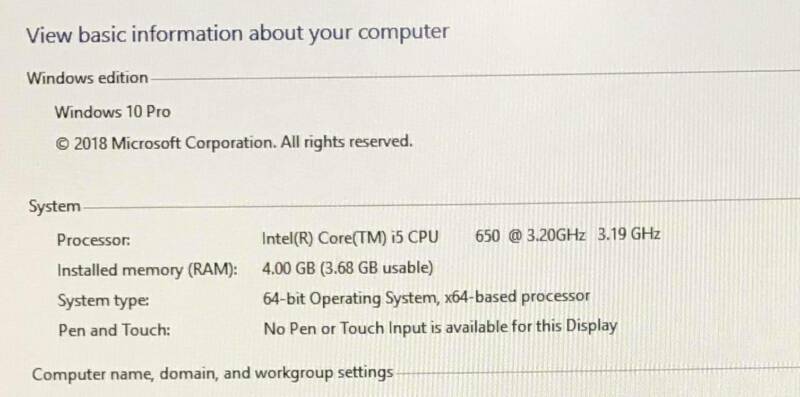 View basic information about your computer
Windows edition
Windows 10 Pro
© 2018 Microsoft Corporation. All rights reserved.
System
Processor: Intel(R) Core(TM) i5 CPU 650 @ 3.20GHz 3.19 GHz
Installed memory (RAM): 4.00 GB (3.68 GB usable)
System type: 64-bit Operating System, x64-based processor
Pen and Touch: No Pen or Touch Input is available for this Display
Computer name, domain, and workgroup settings